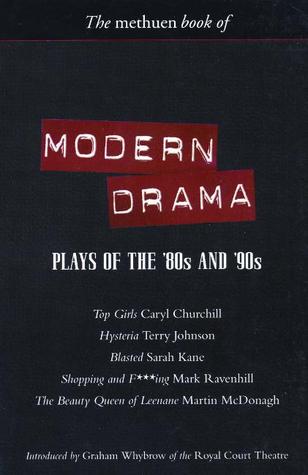 The methuen book of
MODERN
DRAMA
PLAYS OF THE '80s AND '90s
Top Girls Caryl Churchill
Hysteria Terry Johnson
Blasted Sarah Kane
Shopping and F***ing Mark Ravenhill
The Beauty Queen of Leenane Martin McDonagh
Introduced by Graham Whybrow of the Royal Court Theatre